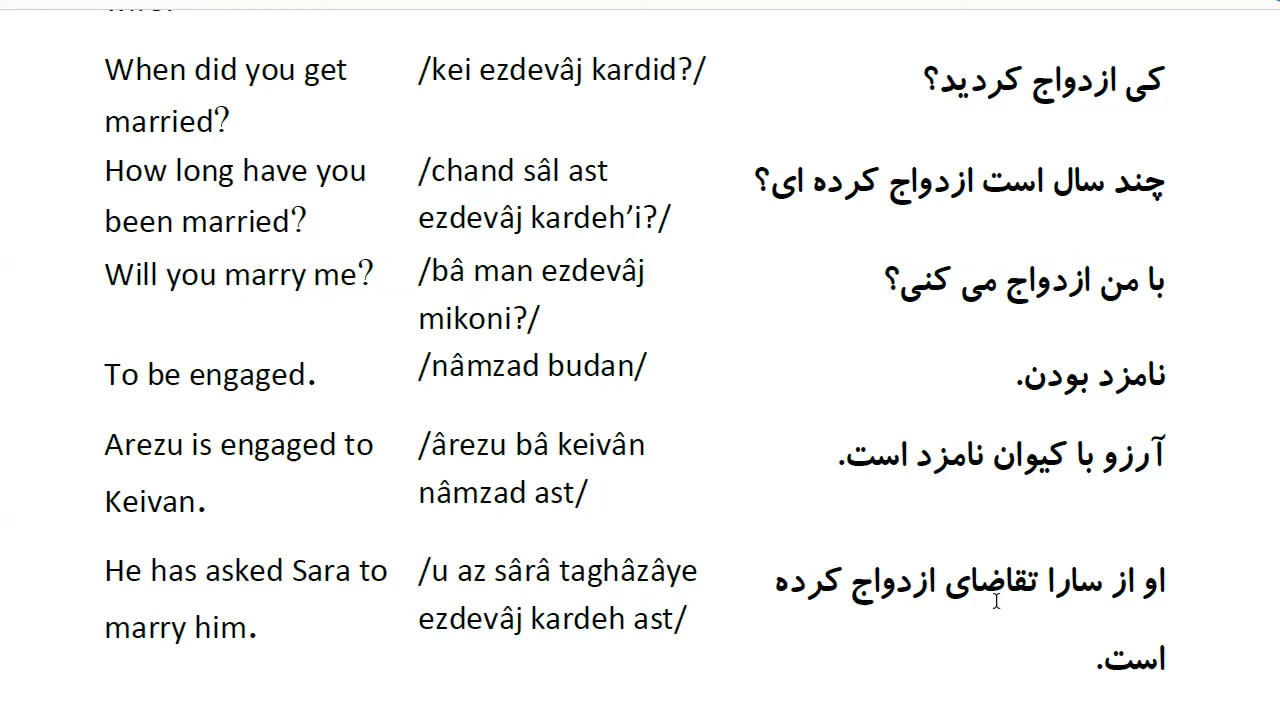 When did you get
married?
/kei ezdevâj kardid?/
کی ازدواج کردید؟
How long have you
been married?
/chand sâl ast
ezdevâj kardeh’i?/
چند سال است ازدواج کرده ای؟
Will you marry me?
/bâ man ezdevâj
mikoni?/
با من ازدواج می کنی؟
To be engaged.
/nâmzad budan/
نامزد بودن.
Arezu is engaged to
Keivan.
/ârezu bâ keivân
nâmzad ast/
آرزو با کیوان نامزد است.
He has asked Sara to
marry him.
/u az sârâ taghâzâye
ezdevâj kardeh ast/
او از سارا تقاضای ازدواج کرده
است.